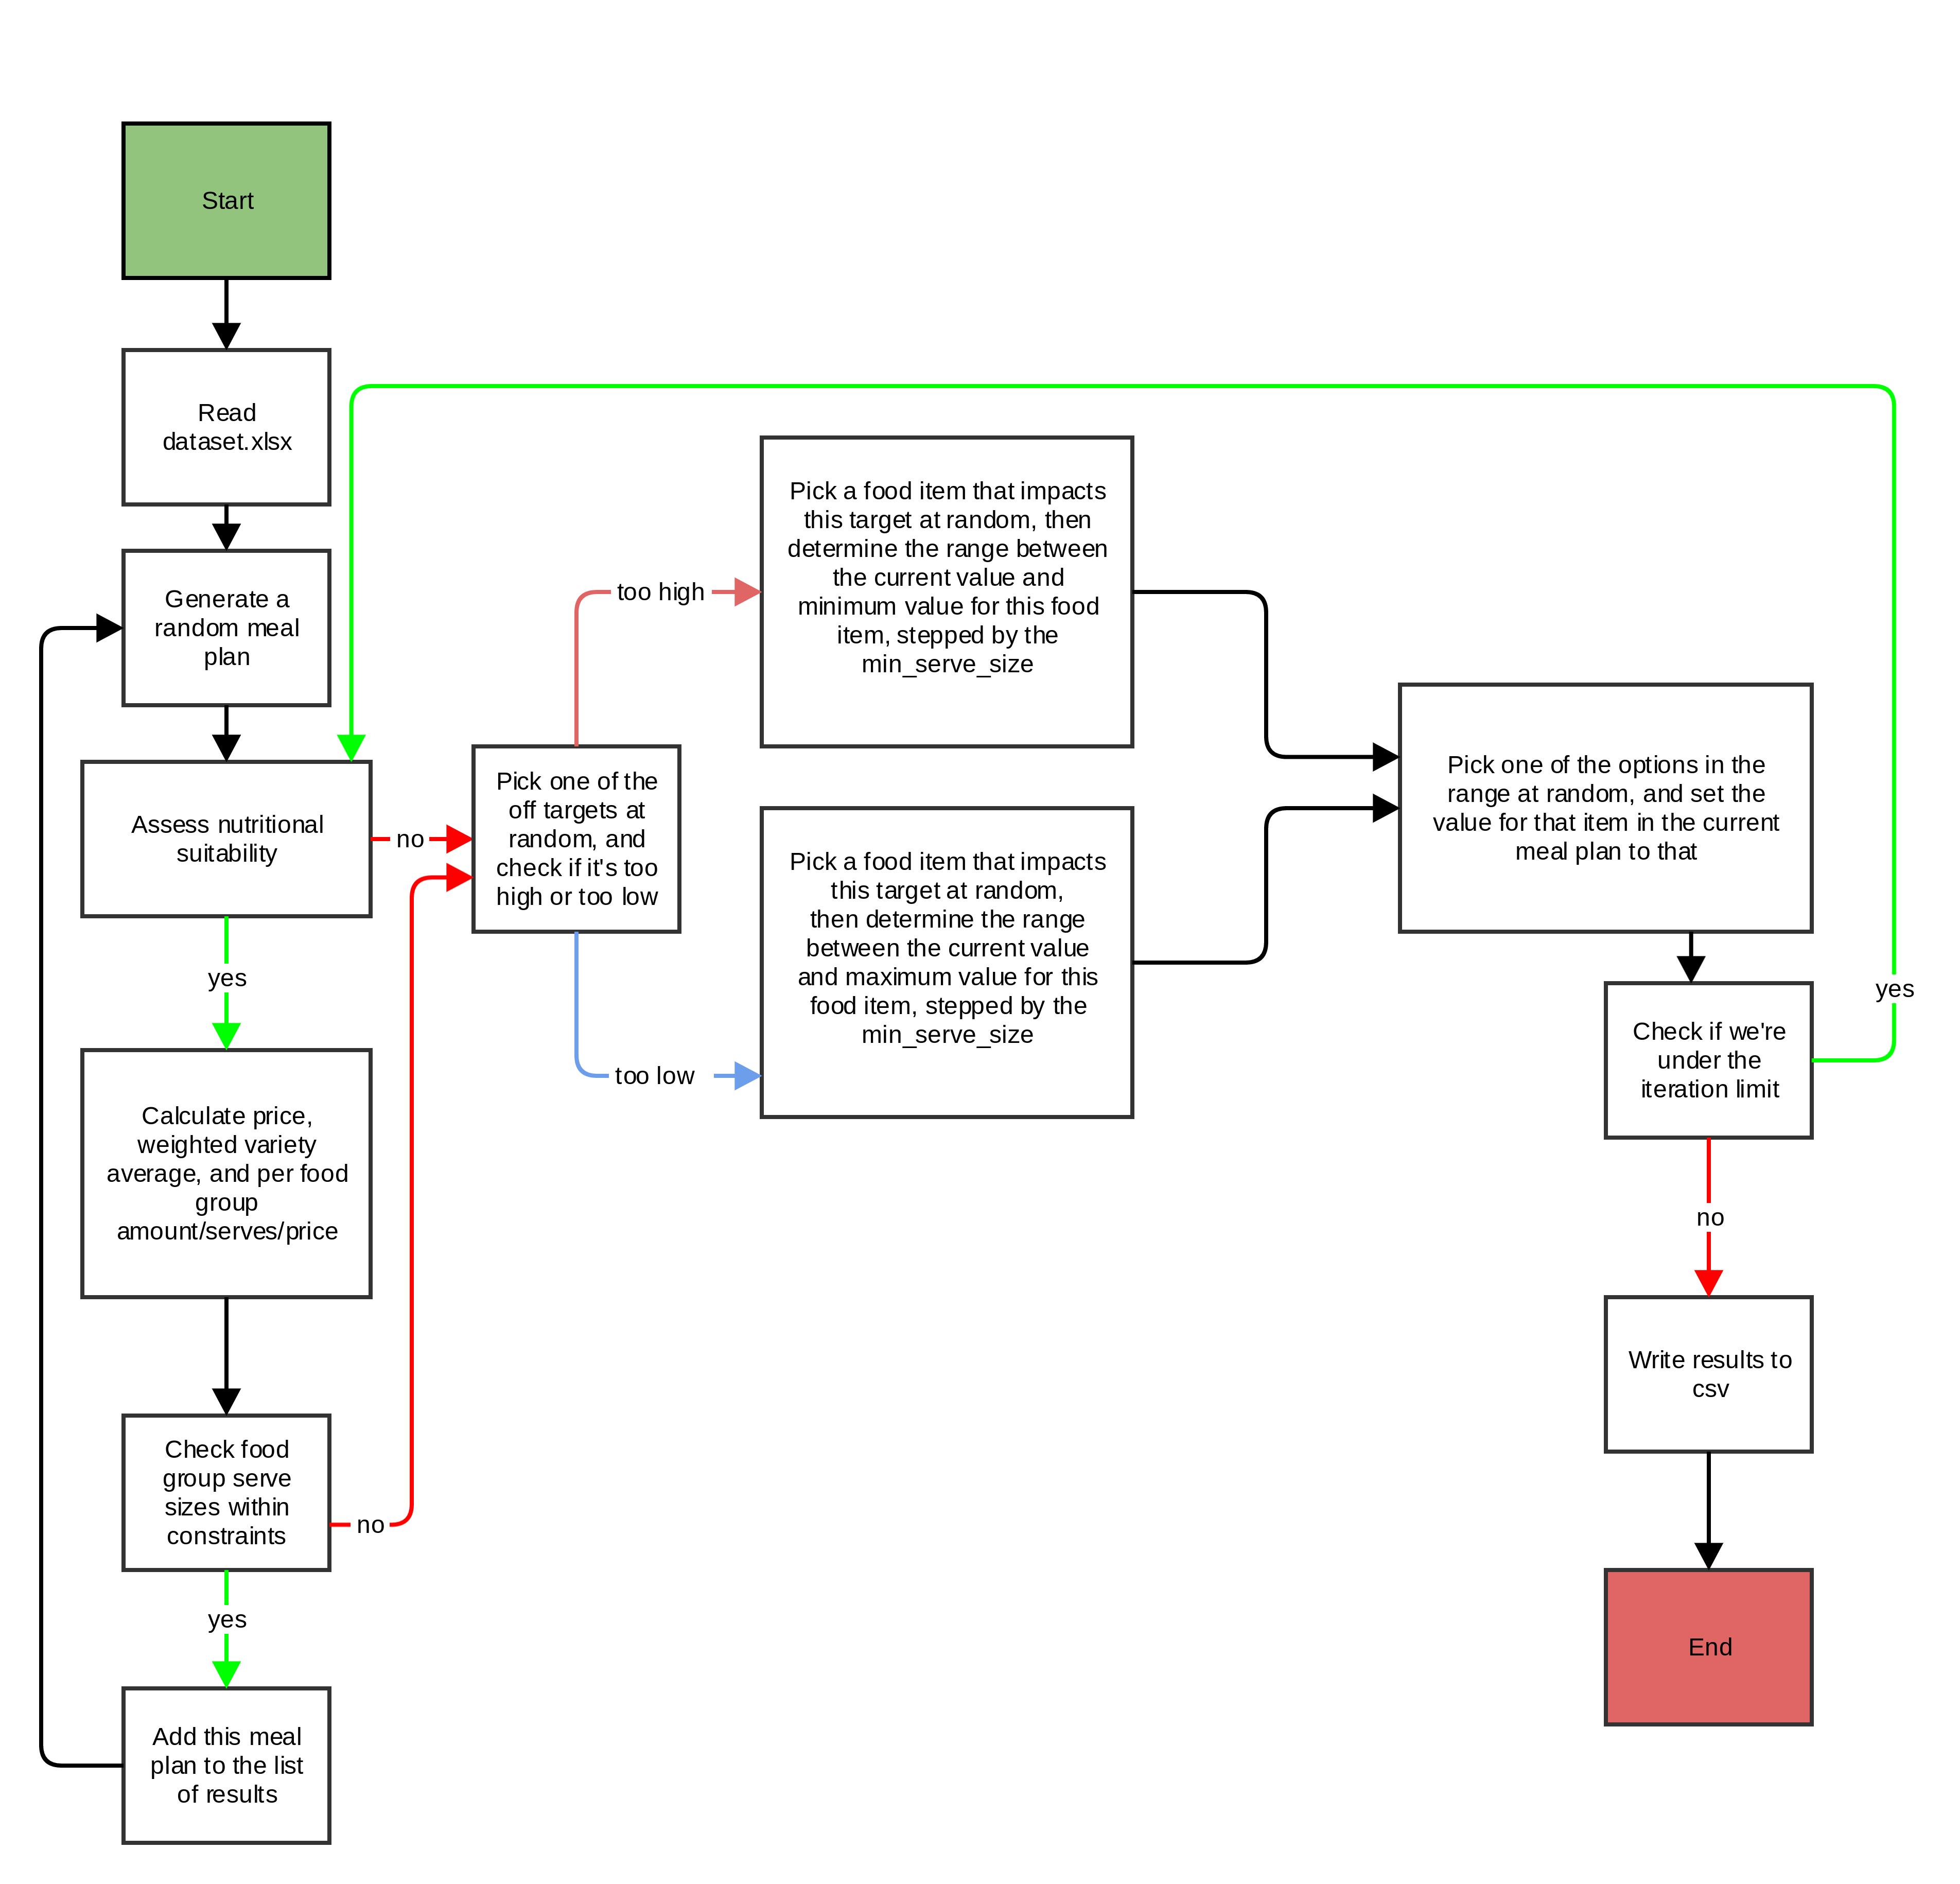 Start
Read
dataset.xlsx
Generate a
random meal
plan
Assess nutritional
suitability
no
yes
Calculate price,
weighted variety
average, and per food
group
amount/serves/price
Check food
group serve
sizes within
constraints
no
yes
Add this meal
plan to the list
of results
Pick one of the
off targets at
random, and
check if it's too
high or too low
too high
too low
Pick a food item that impacts
this target at random, then
determine the range between
the current value and
minimum value for this food
item, stepped by the
min_serve_size
Pick a food item that impacts
this target at random,
then determine the range
between the current value
and maximum value for this
food item, stepped by the
min_serve_size
Pick one of the options in the
range at random, and set the
value for that item in the current
meal plan to that
Check if we're
under the
iteration limit
yes
no
Write results to
csv
End